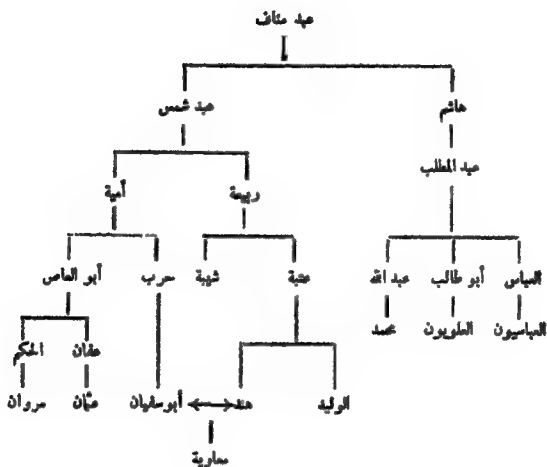 عبد مناف
هاشم عبد شمس
عبد المطلب
ربيعة أمية
العباس أبو طالب عبد الله عتبة شيبة حرب أبو العاص
العباسيون العلويون محمد عفان الحكم
الوليد هند أبو سفيان عثمان مروان
معاوية